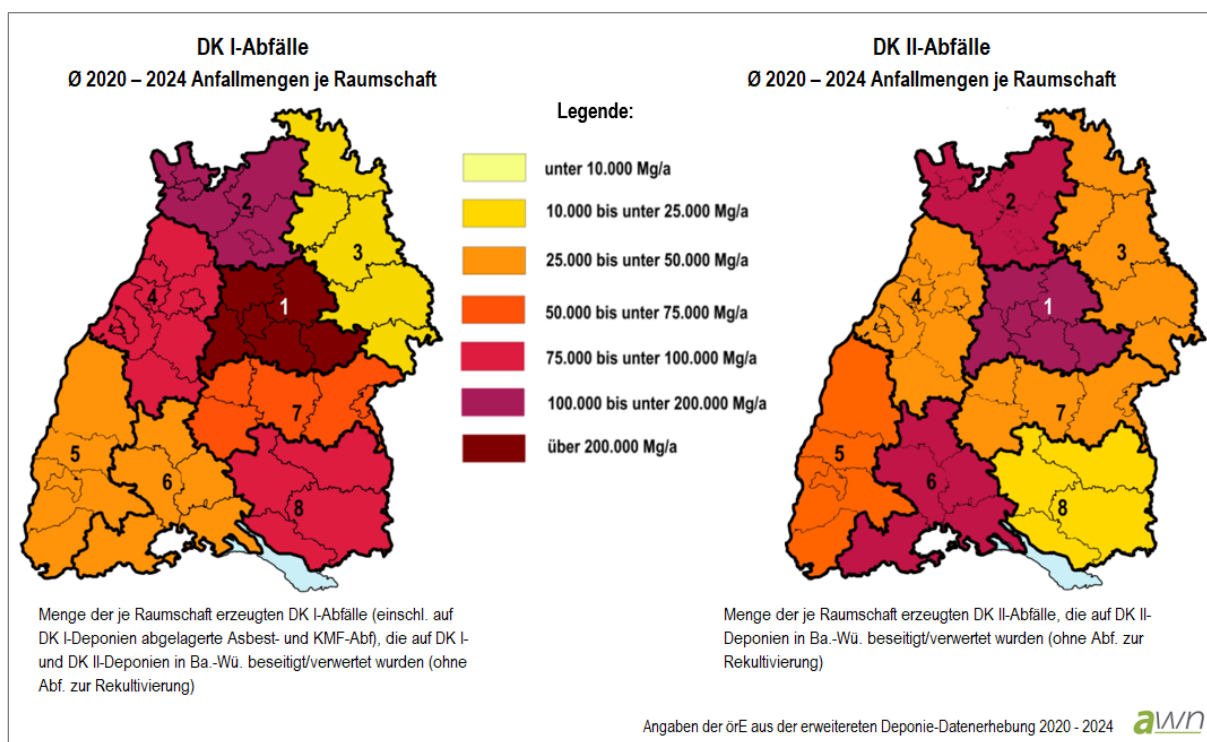 DK I-Abfälle
Ø 2020 – 2024 Anfallmengen je Raumschaft
2
3
4
1
7
5
6
8
Menge der je Raumschaft erzeugten DK I-Abfälle (einschl. auf
DK I-Deponien abgelagerte Asbest- und KMF-Abf), die auf DK I-
und DK II-Deponien in Ba.-Wü. beseitigt/verwertet wurden (ohne
Abf. zur Rekultivierung)
Legende:
unter 10.000 Mg/a
10.000 bis unter 25.000 Mg/a
25.000 bis unter 50.000 Mg/a
50.000 bis unter 75.000 Mg/a
75.000 bis unter 100.000 Mg/a
100.000 bis unter 200.000 Mg/a
über 200.000 Mg/a
DK II-Abfälle
Ø 2020 – 2024 Anfallmengen je Raumschaft
2
3
4
1
7
5
6
8
Menge der je Raumschaft erzeugten DK II-Abfälle, die auf DK II-
Deponien in Ba.-Wü. beseitigt/verwertet wurden (ohne Abf. zur
Rekultivierung)
Angaben der örE aus der erweitereten Deponie-Datenerhebung 2020 - 2024
awn